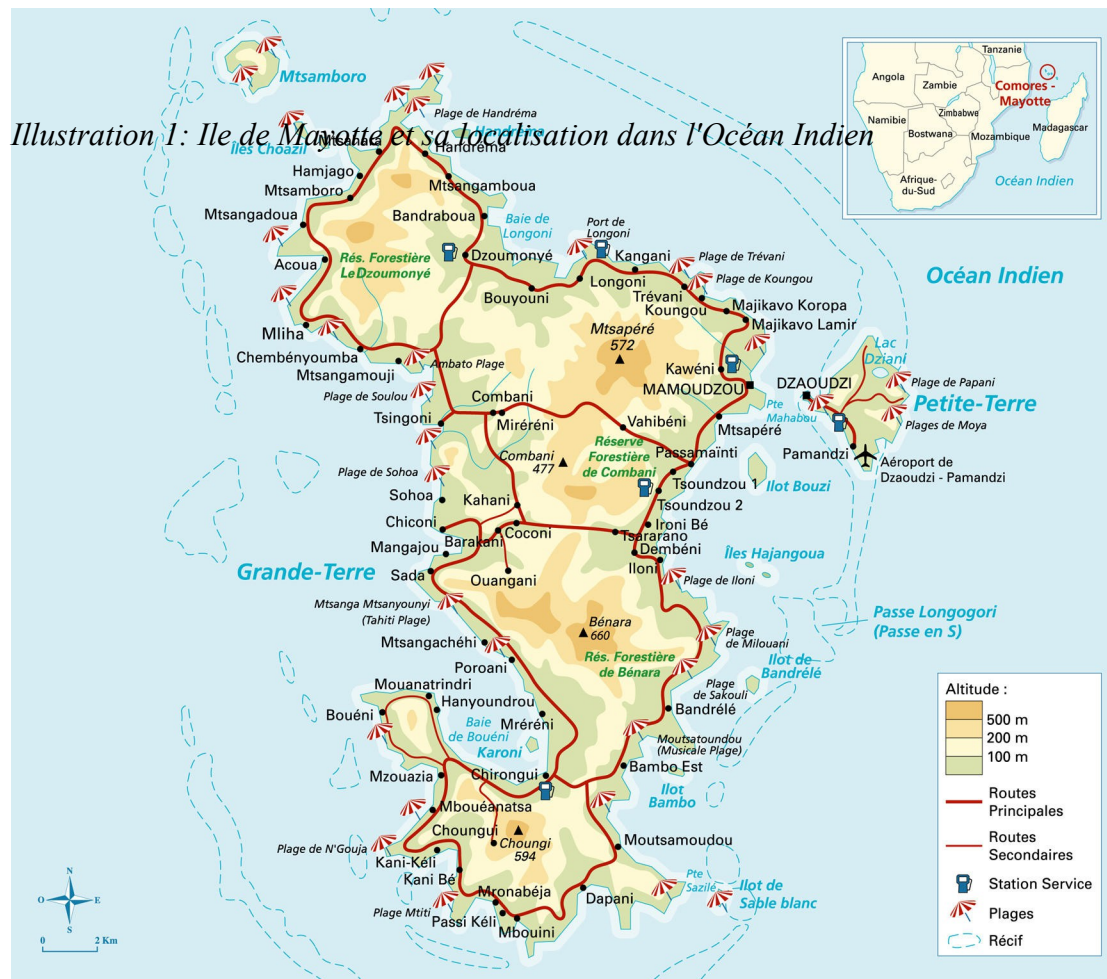 Mtsamboro
Plage de Handréma
Illustration 1: Ile de Mayotte et sa localisation dans l'Océan Indien
Handréma
Îles Choazil
Mtsahara
Handréma
Hamjago
Mtsamboro
Mtsangamboua
Mtsangadoua
Bandraboua
Baie de
Longoni
Port de
Longoni
Acoua
Rés. Forestière
Le Dzoumonyé
Dzoumonyé
Kangani
Plage de Trévani
Bouyouni
Longoni
Plage de Koungou
Trévani
Koungou
Majikavo Koropa
Majikavo Lamir
Mliha
Mtsapéré
572
Chembényoumba
Mtsangamouji
Ambato Plage
Kawéni
MAMOUDZOU
Plage de Soulou
Combani
Pte
Mahabou
Tsingoni
Miréréni
Vahibéni
Mtsapéré
Combani
477
Réserve
Forestière
de Combani
Passamaïnti
Plage de Sohoa
Tsoundzou 1
Ilot Bouzi
Sohoa
Kahani
Tsoundzou 2
Chiconi
Coconi
Ironi Bé
Barakani
Tsararano
Mangajou
Dembéni
Îles Hajangoua
Grande-Terre
Sada
Ouangani
Iloni
Plage de Iloni
Mtsanga Mtsanyounyi
(Tahiti Plage)
Bénara
660
Passe Longogori
(Passe en S)
Plage
de Milouani
Mtsangachéhi
Rés. Forestière
de Bénara
Ilot de
Bandrélé
Poroani
Plage
de Sakouli
Mouanatrindri
Hanyoundrou
Bouéni
Bandrélé
Baie
de Bouéni
Mréréni
Karoni
Moutsatoundou
(Musicale Plage)
Mzouazia
Chirongui
Bambo Est
Ilot
Bambo
Mbouéanatsa
Choungui
Choungi
594
Moutsamoudou
Plage de N'Gouja
Kani-Kéli
Kani Bé
Mronabéja
Dapani
Pte
Sazilé
Ilot de
Sable blanc
Plage Mtiti
Passi Kéli
Mbouini
Océan Indien
Lac
Dziani
DZAOUDZI
Plage de Papani
Petite-Terre
Plages de Moya
Pamandzi
Aéroport de
Dzaoudzi - Pamandzi
Tanzanie
Angola
Zambie
Comores -
Mayotte
Zimbabwe
Namibie
Bostwana
Mozambique
Madagascar
Afrique-
du-Sud
Océan Indien
Altitude :
500 m
200 m
100 m
Routes
Principales
Routes
Secondaires
Station Service
Plages
Récif
N
O
E
S
0
2 Km